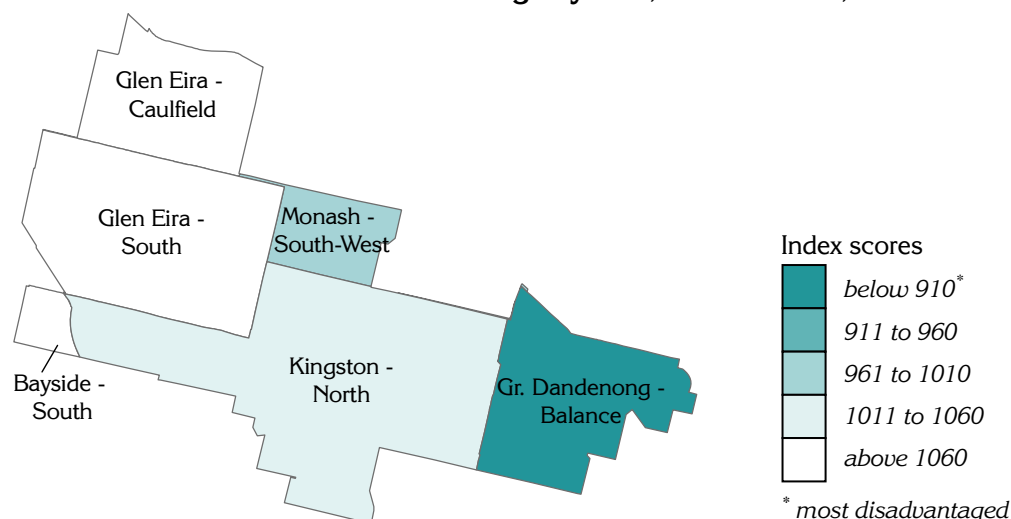 Glen Eira -
Caulfield
Glen Eira -
South
Monash -
South-West
Bayside -
South
Kingston -
North
Gr. Dandenong -
Balance
Index scores
below 910*
911 to 960
961 to 1010
1011 to 1060
above 1060
* most disadvantaged